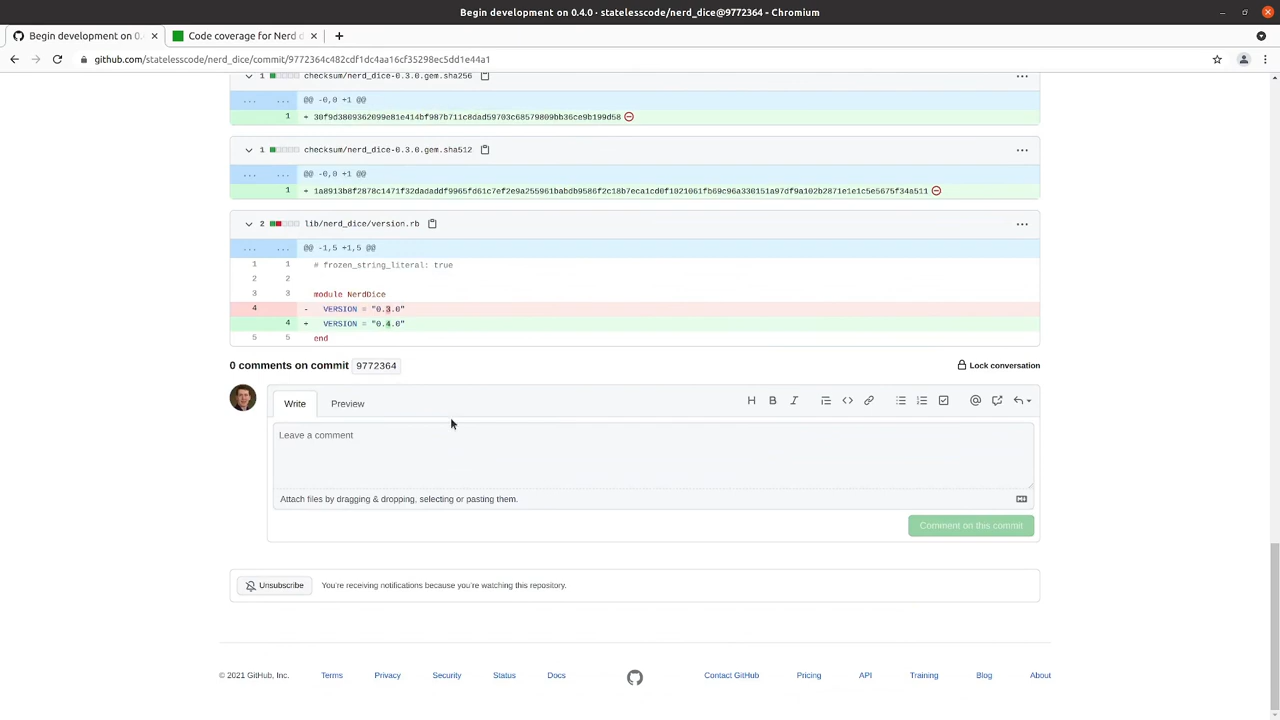 Begin development on 0.4.0 · statelesscode/nerd_dice@9772364 - Chromium
Begin development on 0. Code coverage for Nerd d
github.com/statelesscode/nerd_dice/commit/9772364c482cdf1dc4aa16cf35298ec5dd1e44a1
1 checksum/nerd_dice-0.3.0.gem.sha256
... ... @@ -0,0 +1 @@
1 + 30f9d3809362099e81e414bf987b711c8dad59703c68579809bb36ce9b199d58
1 checksum/nerd_dice-0.3.0.gem.sha512
... ... @@ -0,0 +1 @@
1 + 1a8913b8f2878c1471f32dadaddf9965fd61c7ef2e9a255961babdb9586f2c18b7eca1cd0f1021061fb69c96a330151a97df9a102b2871e1e1c5e5675f34a511
2 lib/nerd_dice/version.rb
... ... @@ -1,5 +1,5 @@
1 1 # frozen_string_literal: true
2 2
3 3 module NerdDice
4 - VERSION = "0.3.0"
4 + VERSION = "0.4.0"
5 5 end
0 comments on commit 9772364 Lock conversation
Write Preview
Leave a comment
Attach files by dragging & dropping, selecting or pasting them.
Comment on this commit
Unsubscribe You're receiving notifications because you're watching this repository.
© 2021 GitHub, Inc. Terms Privacy Security Status Docs Contact GitHub Pricing API Training Blog About